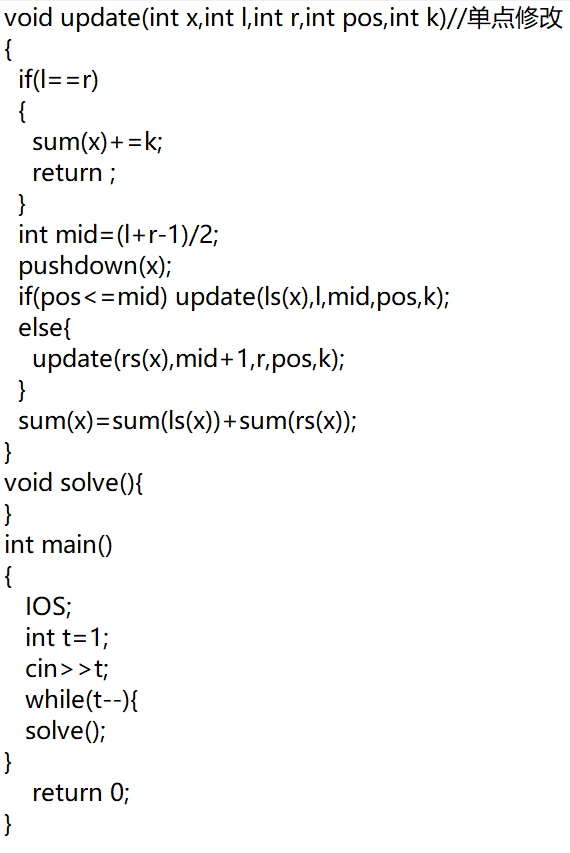 void update(int x,int l,int r,int pos,int k)//单点修改
{
  if(l==r)
  {
    sum(x)+=k;
    return ;
  }
  int mid=(l+r-1)/2;
  pushdown(x);
  if(pos<=mid) update(ls(x),l,mid,pos,k);
  else{
    update(rs(x),mid+1,r,pos,k);
  }
  sum(x)=sum(ls(x))+sum(rs(x));
}
void solve(){
}
int main()
{
   IOS;
   int t=1;
   cin>>t;
   while(t--){
   solve();
}
    return 0;
}